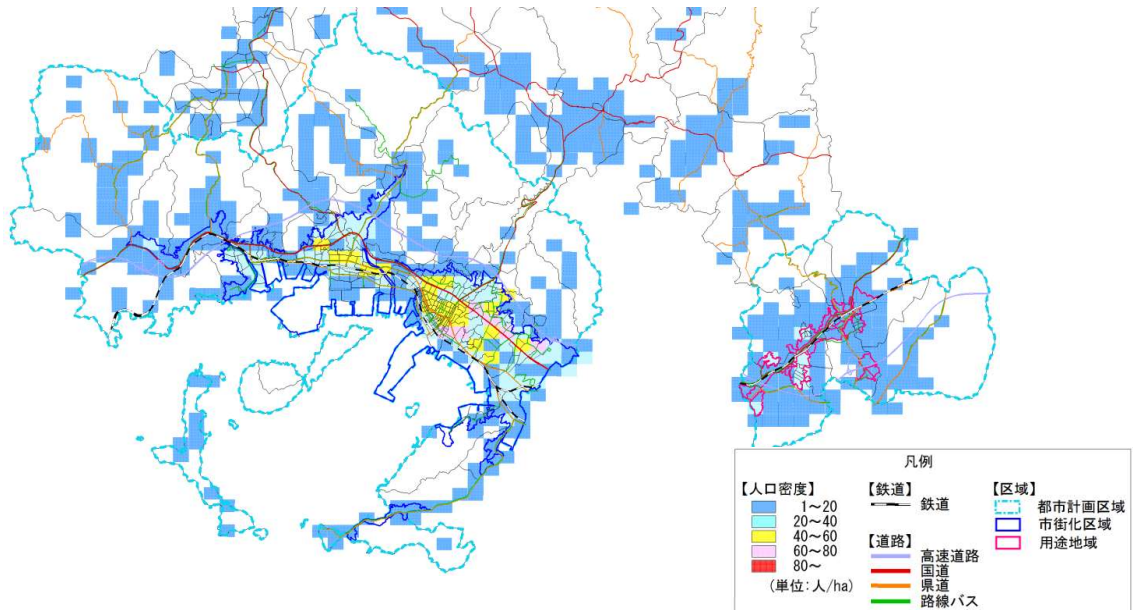 凡例
【人口密度】
1～20
20～40
40～60
60～80
80～
(単位：人/ha)
【鉄道】
鉄道
【道路】
高速道路
国道
県道
路線バス
【区域】
都市計画区域
市街化区域
用途地域